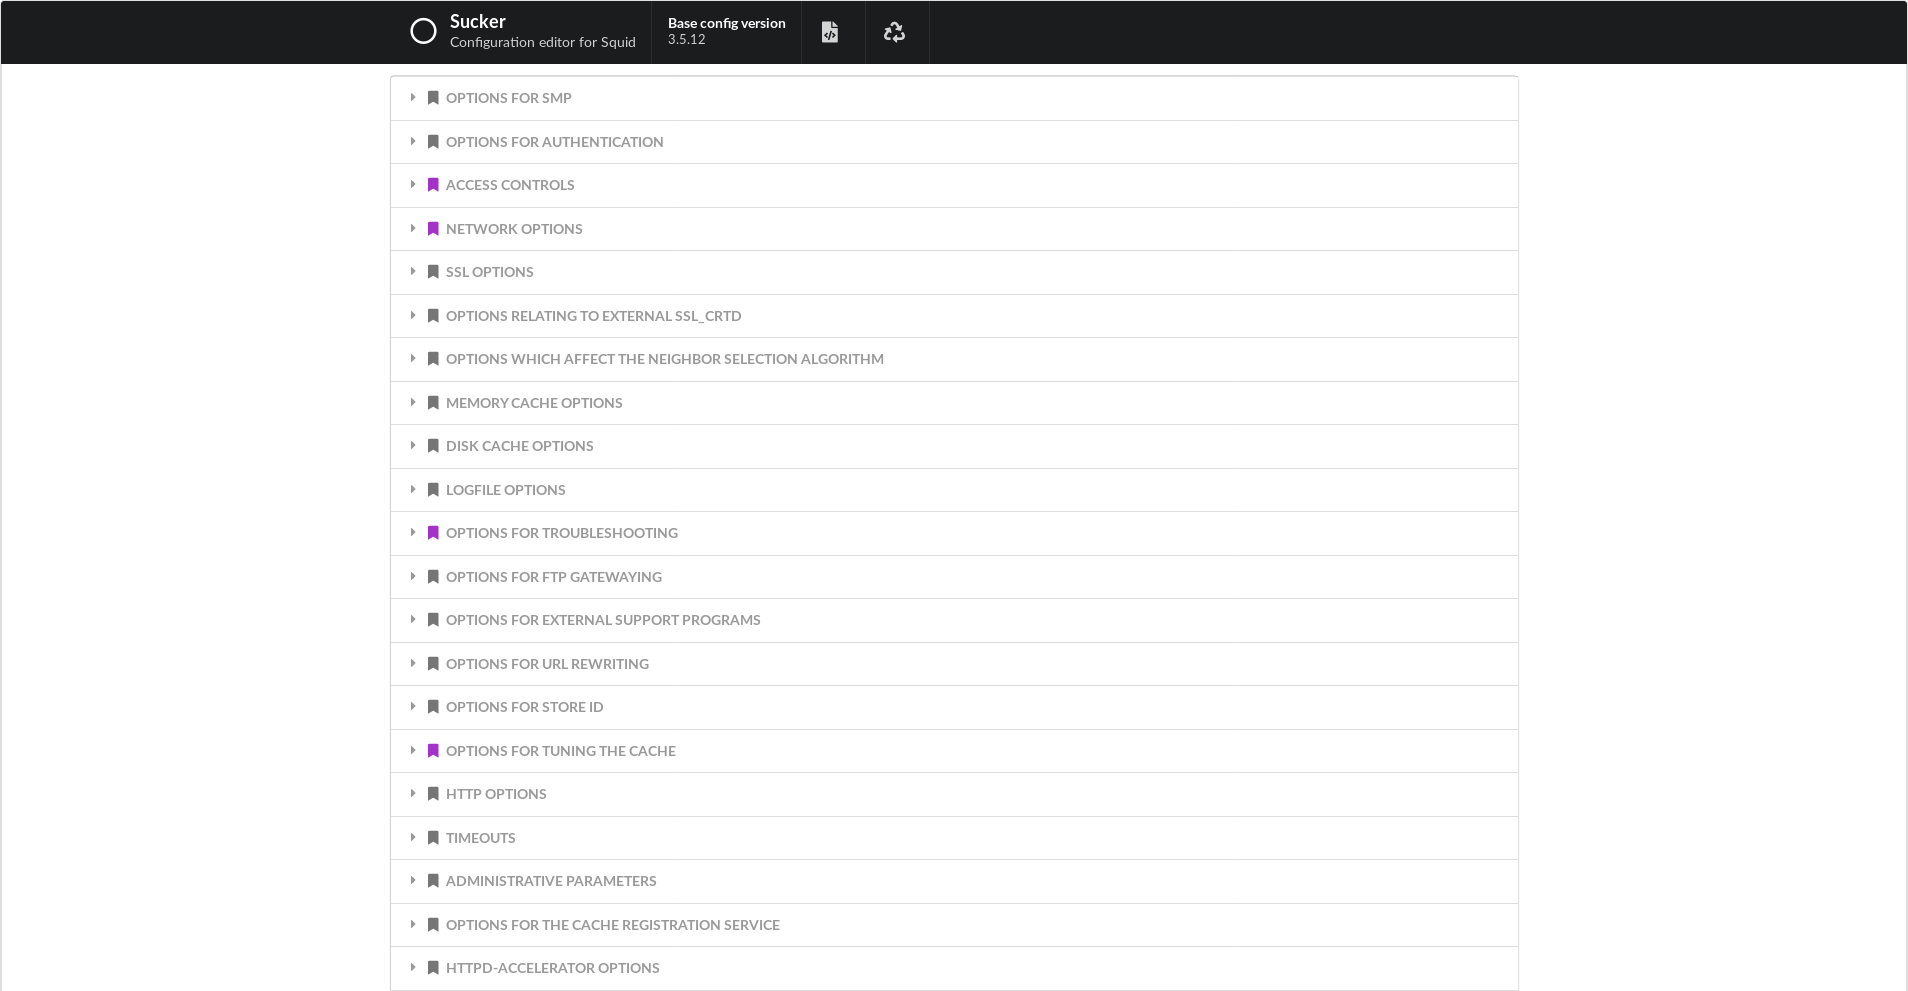 Sucker
Configuration editor for Squid
Base config version
3.5.12
OPTIONS FOR SMP
OPTIONS FOR AUTHENTICATION
ACCESS CONTROLS
NETWORK OPTIONS
SSL OPTIONS
OPTIONS RELATING TO EXTERNAL SSL_CRTD
OPTIONS WHICH AFFECT THE NEIGHBOR SELECTION ALGORITHM
MEMORY CACHE OPTIONS
DISK CACHE OPTIONS
LOGFILE OPTIONS
OPTIONS FOR TROUBLESHOOTING
OPTIONS FOR FTP GATEWAYING
OPTIONS FOR EXTERNAL SUPPORT PROGRAMS
OPTIONS FOR URL REWRITING
OPTIONS FOR STORE ID
OPTIONS FOR TUNING THE CACHE
HTTP OPTIONS
TIMEOUTS
ADMINISTRATIVE PARAMETERS
OPTIONS FOR THE CACHE REGISTRATION SERVICE
HTTPD-ACCELERATOR OPTIONS